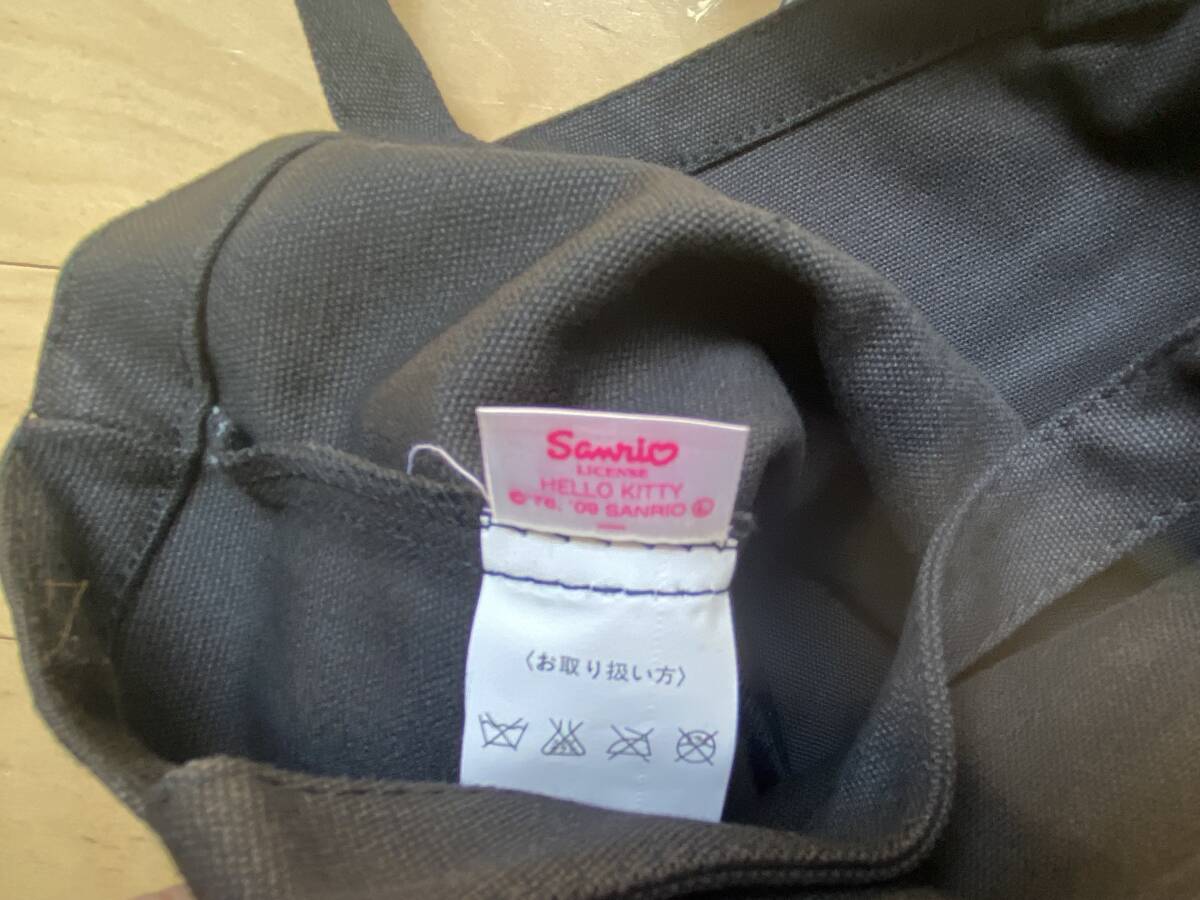 Sanrio
LICENSE
HELLO KITTY
© '76, '09 SANRIO Ⓛ
〈お取り扱い方〉